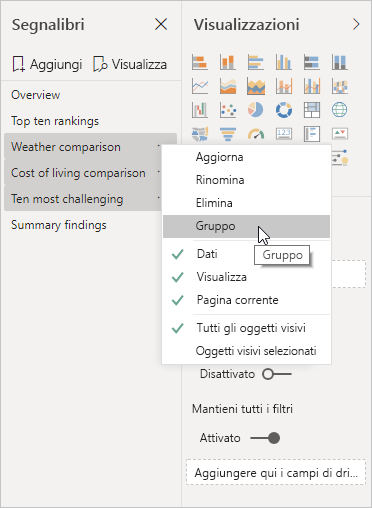 Segnalibri
Aggiungi
Visualizza
Overview
Top ten rankings
Weather comparison
Cost of living comparison
Ten most challenging
Summary findings
Visualizzazioni
123
Aggiorna
Rinomina
Elimina
Gruppo
Gruppo
Dati
Visualizza
Pagina corrente
Tutti gli oggetti visivi
Oggetti visivi selezionati
Disattivato
Mantieni tutti i filtri
Attivato
Aggiungere qui i campi di dri...